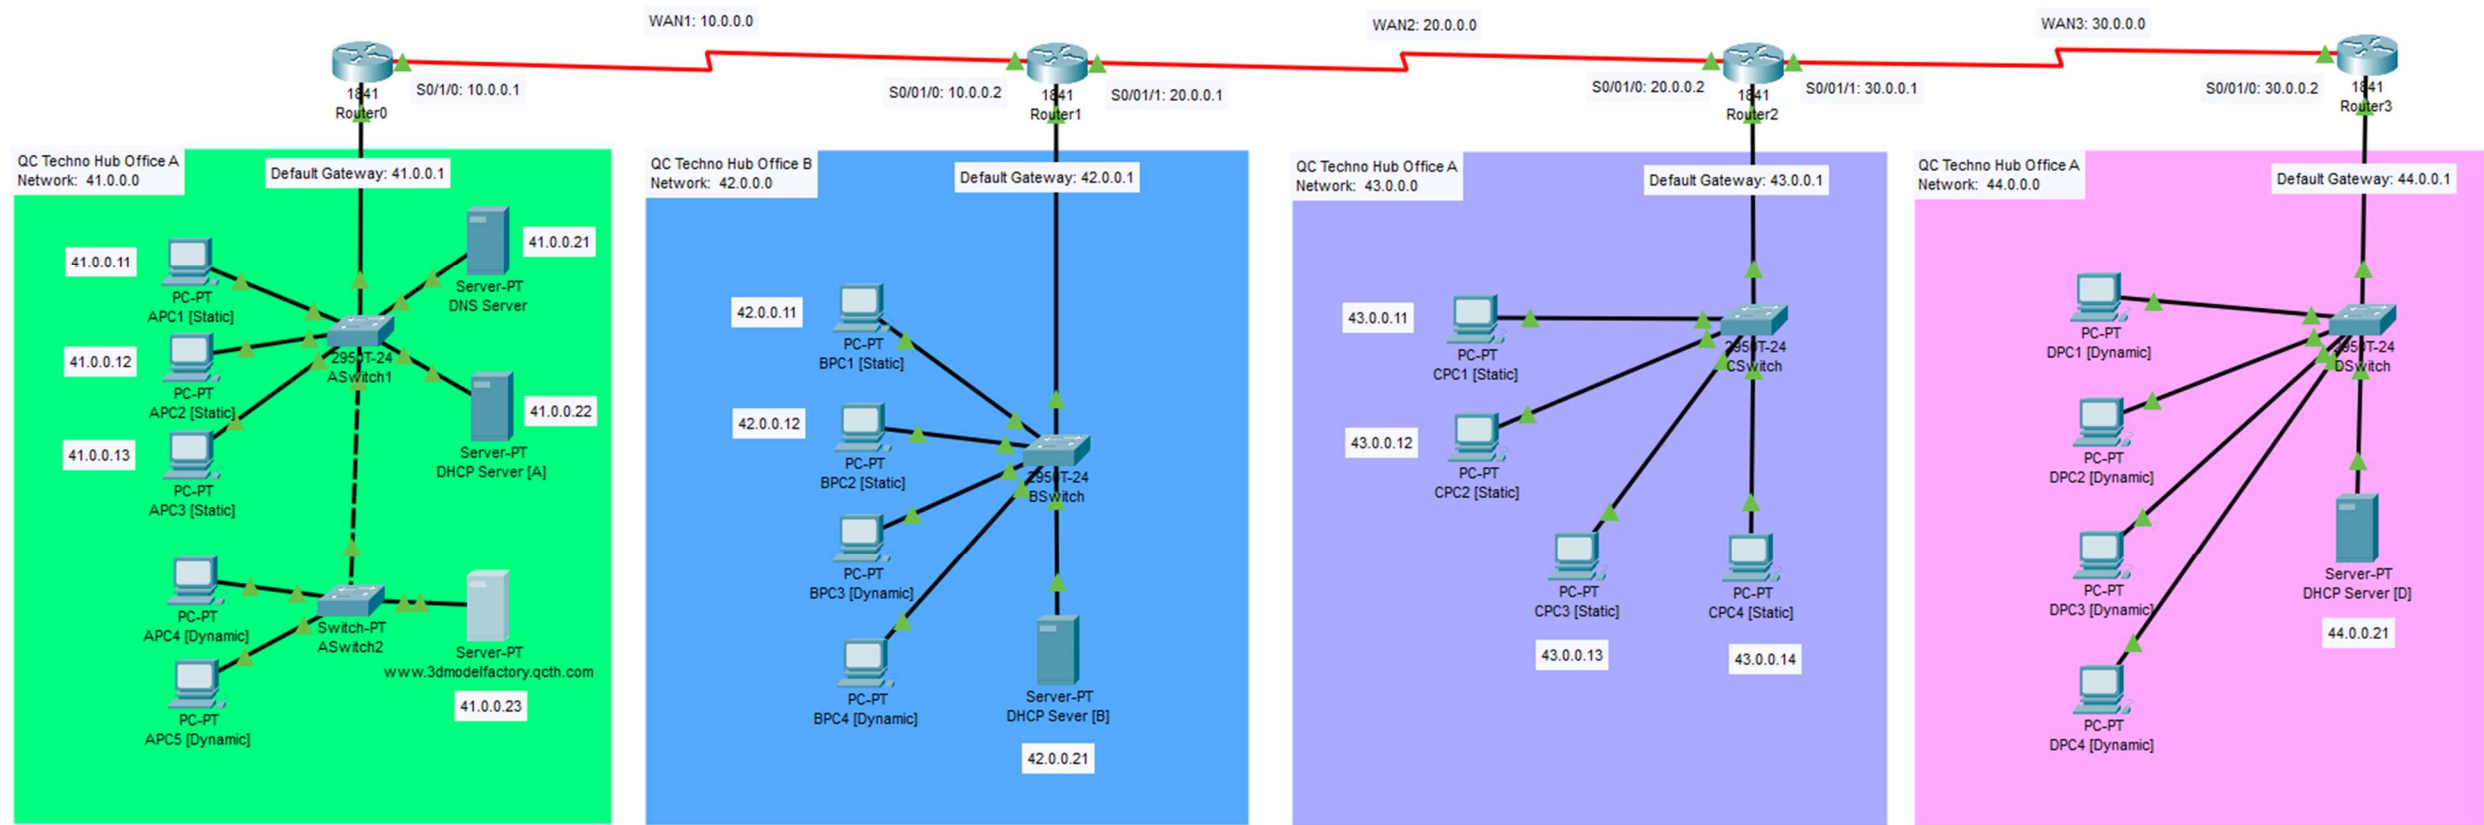 WAN1: 10.0.0.0
WAN2: 20.0.0.0
WAN3: 30.0.0.0
S0/1/0: 10.0.0.1
S0/01/0: 10.0.0.2
S0/01/1: 20.0.0.1
S0/01/0: 20.0.0.2
S0/01/1: 30.0.0.1
S0/01/0: 30.0.0.2
1841
Router0
1841
Router1
1841
Router2
1841
Router3
QC Techno Hub Office A
Network: 41.0.0.0
Default Gateway: 41.0.0.1
41.0.0.11
PC-PT
APC1 [Static]
41.0.0.21
Server-PT
DNS Server
41.0.0.12
PC-PT
APC2 [Static]
2950T-24
ASwitch1
41.0.0.22
Server-PT
DHCP Server [A]
41.0.0.13
PC-PT
APC3 [Static]
PC-PT
APC4 [Dynamic]
Switch-PT
ASwitch2
Server-PT
www.3dmodelfactory.qcth.com
41.0.0.23
PC-PT
APC5 [Dynamic]
QC Techno Hub Office B
Network: 42.0.0.0
Default Gateway: 42.0.0.1
42.0.0.11
PC-PT
BPC1 [Static]
42.0.0.12
PC-PT
BPC2 [Static]
2950T-24
BSwitch
PC-PT
BPC3 [Dynamic]
PC-PT
BPC4 [Dynamic]
Server-PT
DHCP Sever [B]
42.0.0.21
QC Techno Hub Office A
Network: 43.0.0.0
Default Gateway: 43.0.0.1
43.0.0.11
PC-PT
CPC1 [Static]
2950T-24
CSwitch
43.0.0.12
PC-PT
CPC2 [Static]
PC-PT
CPC3 [Static]
43.0.0.13
PC-PT
CPC4 [Static]
43.0.0.14
QC Techno Hub Office A
Network: 44.0.0.0
Default Gateway: 44.0.0.1
PC-PT
DPC1 [Dynamic]
2950T-24
DSwitch
PC-PT
DPC2 [Dynamic]
PC-PT
DPC3 [Dynamic]
Server-PT
DHCP Server [D]
44.0.0.21
PC-PT
DPC4 [Dynamic]